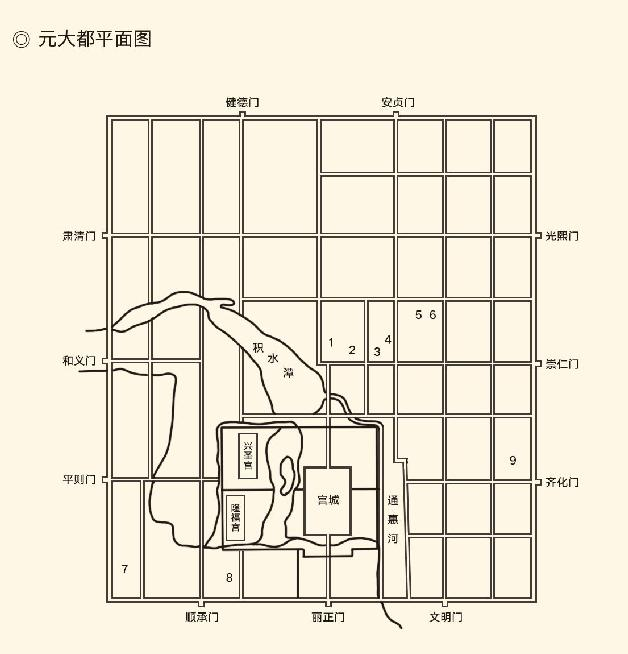 ◎ 元大都平面图
健德门
安贞门
肃清门
光熙门
5 6
1
2
4
3
积
水
潭
和义门
崇仁门
兴圣宫
9
平则门
齐化门
宫城
通
惠
河
隆福宫
7
8
顺承门
丽正门
文明门